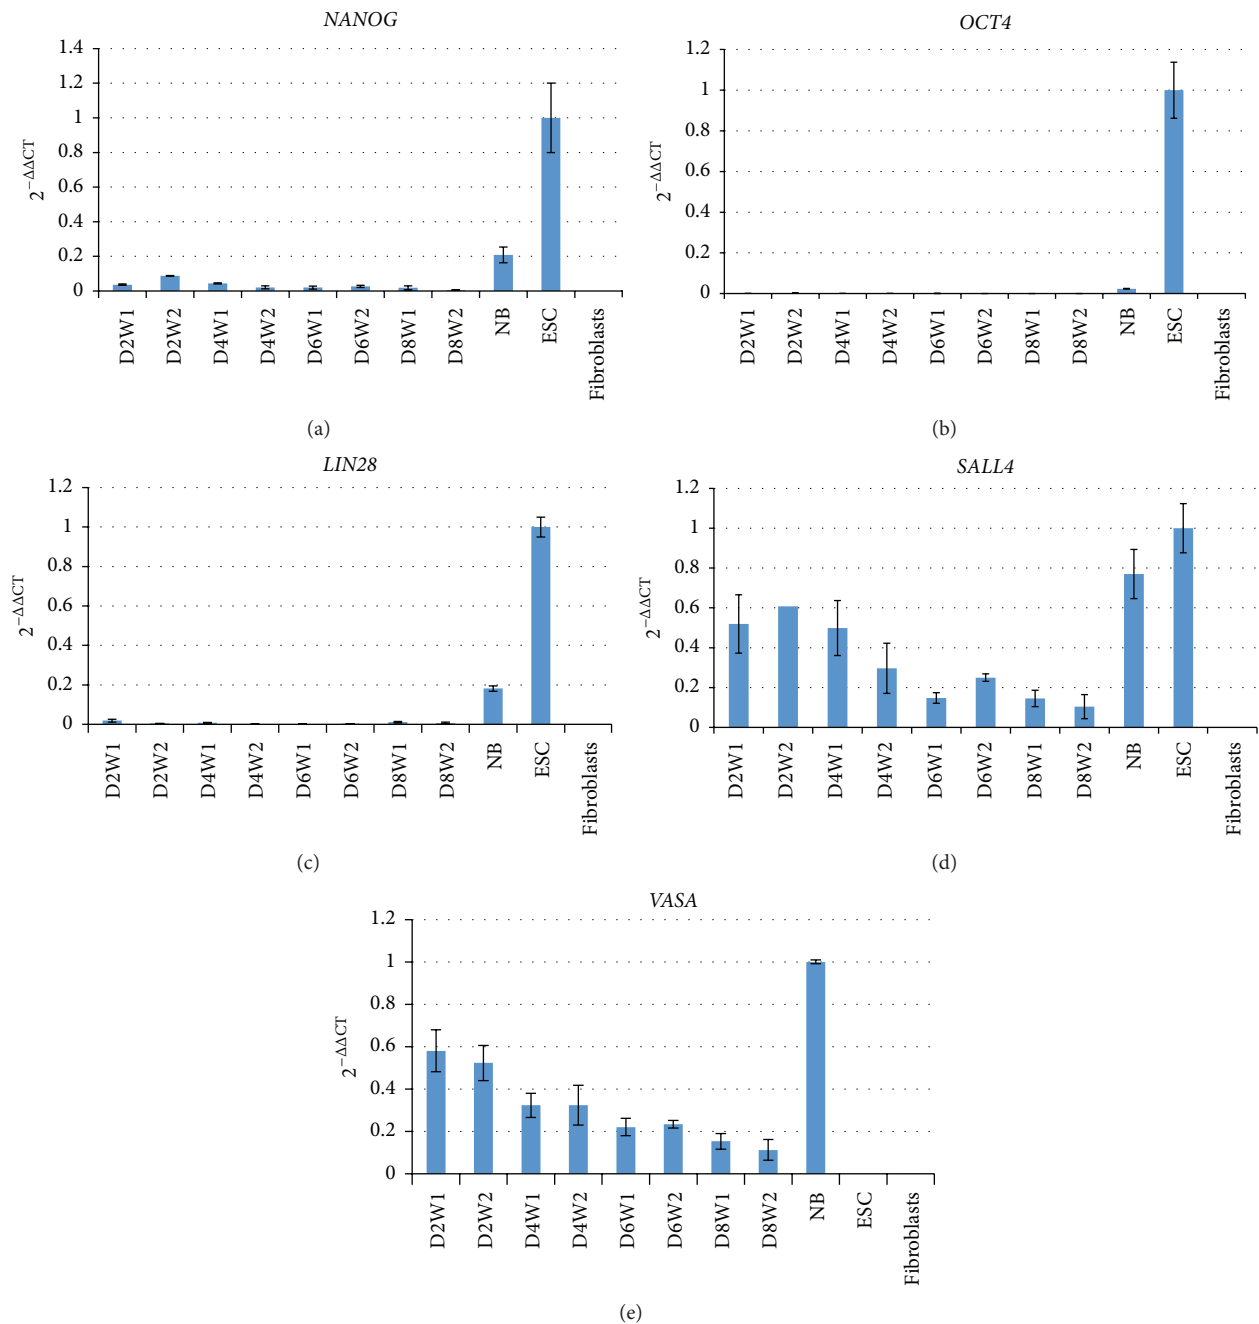 NANOG
1.4
1.2
1
0.8
0.6
0.4
0.2
0
2−ΔΔCT
D2W1
D2W2
D4W1
D4W2
D6W1
D6W2
D8W1
D8W2
NB
ESC
Fibroblasts
(a)
OCT4
1.2
1
0.8
0.6
0.4
0.2
0
2−ΔΔCT
D2W1
D2W2
D4W1
D4W2
D6W1
D6W2
D8W1
D8W2
NB
ESC
Fibroblasts
(b)
LIN28
1.2
1
0.8
0.6
0.4
0.2
0
2−ΔΔCT
D2W1
D2W2
D4W1
D4W2
D6W1
D6W2
D8W1
D8W2
NB
ESC
Fibroblasts
(c)
SALL4
1.2
1
0.8
0.6
0.4
0.2
0
2−ΔΔCT
D2W1
D2W2
D4W1
D4W2
D6W1
D6W2
D8W1
D8W2
NB
ESC
Fibroblasts
(d)
VASA
1.2
1
0.8
0.6
0.4
0.2
0
2−ΔΔCT
D2W1
D2W2
D4W1
D4W2
D6W1
D6W2
D8W1
D8W2
NB
ESC
Fibroblasts
(e)